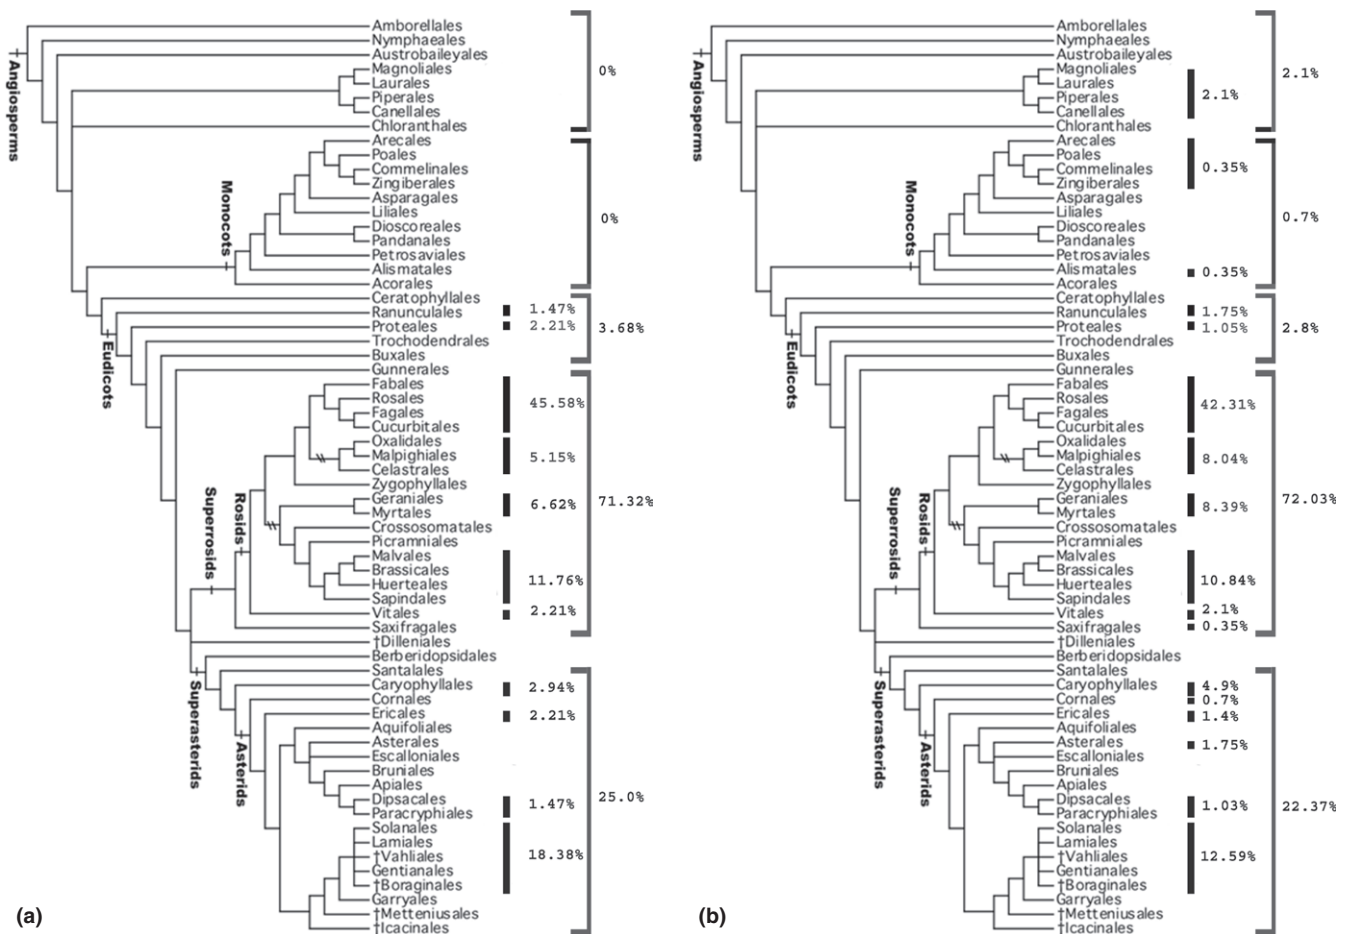 Amborellales
Nymphaeales
Austrobaileyales
Magnoliales
Laurales
Piperales
Canellales
Chloranthales
Arecales
Poales
Commelinales
Zingiberales
Asparagales
Liliales
Dioscoreales
Pandanales
Petrosaviales
Alismatales
Acorales
Ceratophyllales
Ranunculales
Proteales
Trochodendrales
Buxales
Gunnerales
Fabales
Rosales
Fagales
Cucurbitales
Oxalidales
Malpighiales
Celastrales
Zygophyllales
Geraniales
Myrtales
Crossosomatales
Picramniales
Malvales
Brassicales
Huerteales
Sapindales
Vitales
Saxifragales
†Dilleniales
Berberidopsidales
Santalales
Caryophyllales
Cornales
Ericales
Aquifoliales
Asterales
Escalloniales
Bruniales
Apiales
Dipsacales
Paracryphiales
Solanales
Lamiales
†Vahliales
Gentianales
†Boraginales
Garryales
†Metteniusales
†Icacinales
Angiosperms
Monocots
Eudicots
Superrosids
Rosids
Superasterids
Asterids
1.47%
2.21%
45.58%
5.15%
6.62%
11.76%
2.21%
2.94%
2.21%
1.47%
18.38%
0%
0%
3.68%
71.32%
25.0%
(a)
Amborellales
Nymphaeales
Austrobaileyales
Magnoliales
Laurales
Piperales
Canellales
Chloranthales
Arecales
Poales
Commelinales
Zingiberales
Asparagales
Liliales
Dioscoreales
Pandanales
Petrosaviales
Alismatales
Acorales
Ceratophyllales
Ranunculales
Proteales
Trochodendrales
Buxales
Gunnerales
Fabales
Rosales
Fagales
Cucurbitales
Oxalidales
Malpighiales
Celastrales
Zygophyllales
Geraniales
Myrtales
Crossosomatales
Picramniales
Malvales
Brassicales
Huerteales
Sapindales
Vitales
Saxifragales
†Dilleniales
Berberidopsidales
Santalales
Caryophyllales
Cornales
Ericales
Aquifoliales
Asterales
Escalloniales
Bruniales
Apiales
Dipsacales
Paracryphiales
Solanales
Lamiales
†Vahliales
Gentianales
†Boraginales
Garryales
†Metteniusales
†Icacinales
Angiosperms
Monocots
Eudicots
Superrosids
Rosids
Superasterids
Asterids
2.1%
0.35%
0.35%
1.75%
1.05%
42.31%
8.04%
8.39%
10.84%
2.1%
0.35%
4.9%
0.7%
1.4%
1.75%
1.03%
12.59%
2.1%
0.7%
2.8%
72.03%
22.37%
(b)